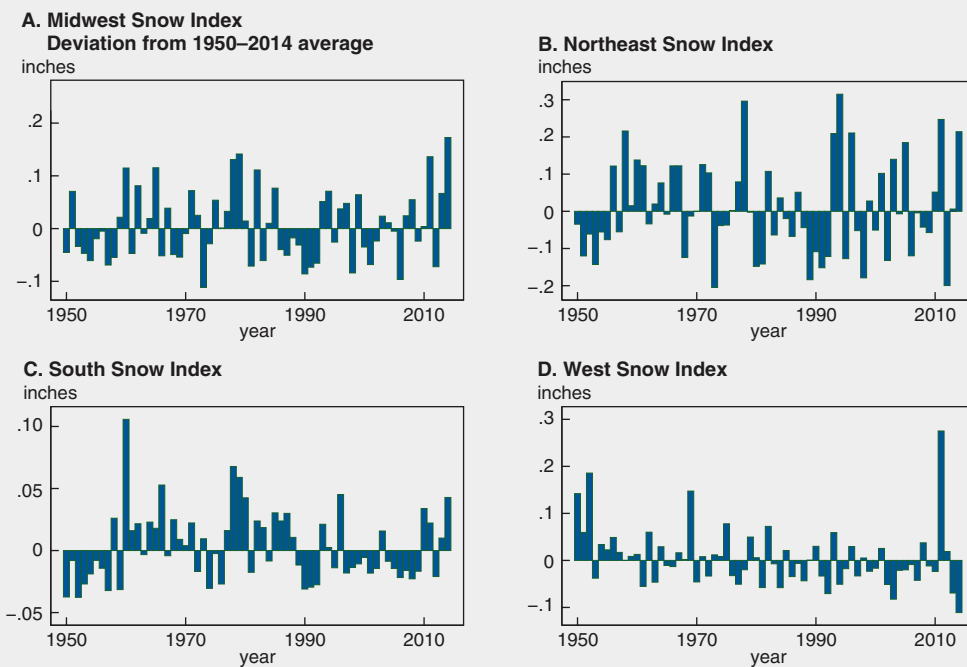 A. Midwest Snow Index
Deviation from 1950–2014 average
inches
.2
.1
0
–.1
1950 1970 1990 2010
year
B. Northeast Snow Index
inches
.3
.2
.1
0
–.1
–.2
1950 1970 1990 2010
year
C. South Snow Index
inches
.10
.05
0
–.05
1950 1970 1990 2010
year
D. West Snow Index
inches
.3
.2
.1
0
–.1
1950 1970 1990 2010
year